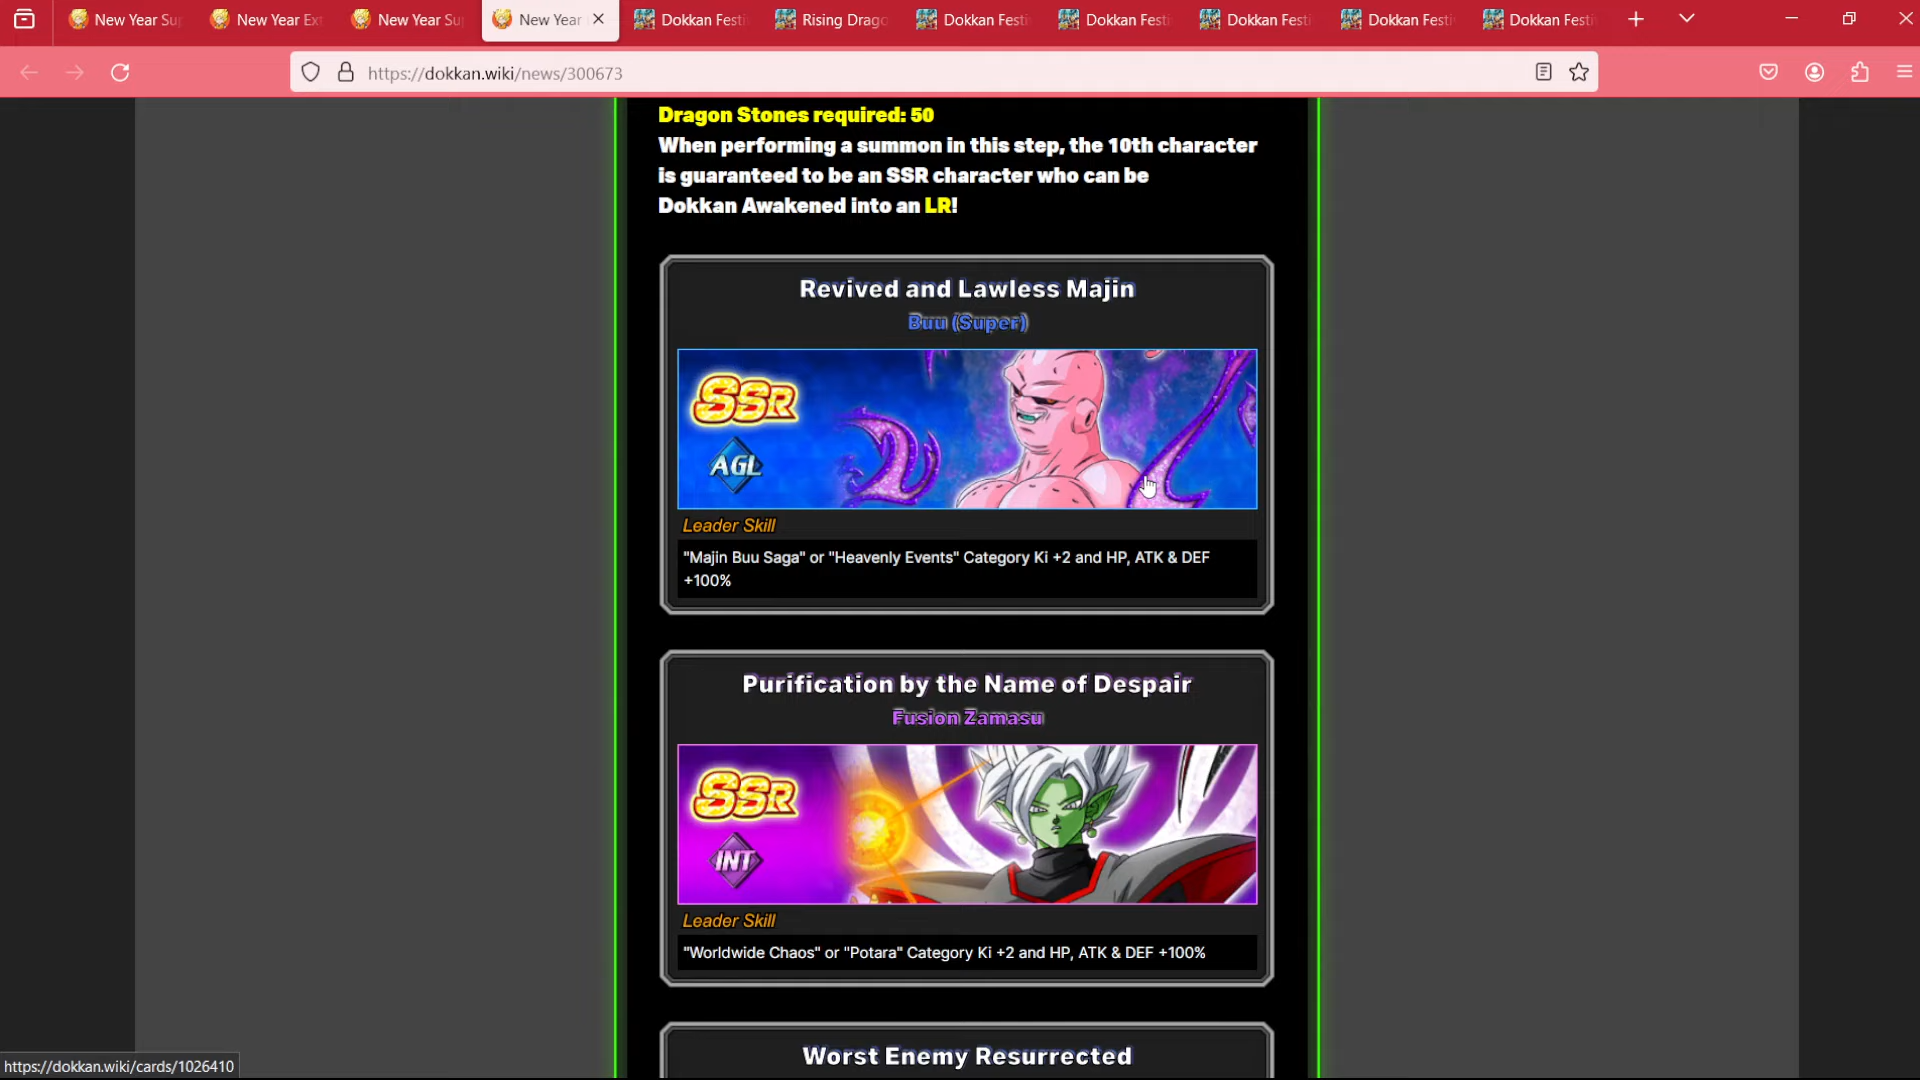 New Year Su
New Year Ex
New Year Su
New Year
Dokkan Festi
Rising Drago
Dokkan Festi
Dokkan Festi
Dokkan Festi
Dokkan Festi
Dokkan Festi
https://dokkan.wiki/news/300673
Dragon Stones required: 50
When performing a summon in this step, the 10th character
is guaranteed to be an SSR character who can be
Dokkan Awakened into an LR!
Revived and Lawless Majin
Buu (Super)
SSR
AGL
Leader Skill
"Majin Buu Saga" or "Heavenly Events" Category Ki +2 and HP, ATK & DEF
+100%
Purification by the Name of Despair
Fusion Zamasu
SSR
INT
Leader Skill
"Worldwide Chaos" or "Potara" Category Ki +2 and HP, ATK & DEF +100%
Worst Enemy Resurrected
https://dokkan.wiki/cards/1026410